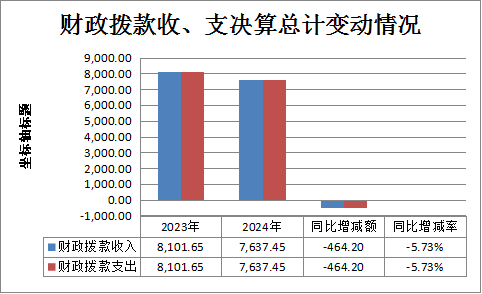 财政拨款收、支决算总计变动情况
坐标轴标题
9,000.00
8,000.00
7,000.00
6,000.00
5,000.00
4,000.00
3,000.00
2,000.00
1,000.00
0.00
-1,000.00
2023年 2024年 同比增减额 同比增减率
财政拨款收入 8,101.65 7,637.45 -464.20 -5.73%
财政拨款支出 8,101.65 7,637.45 -464.20 -5.73%